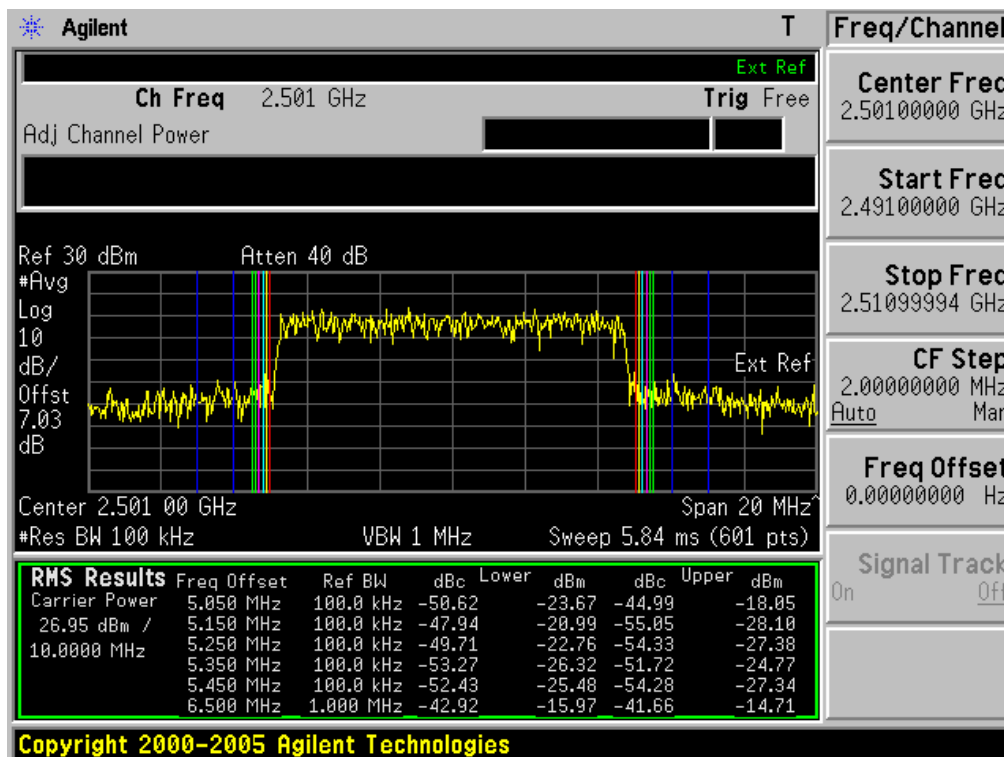 Agilent T Freq/Channel
Ext Ref
Ch Freq 2.501 GHz Trig Free
Adj Channel Power
Center Freq
2.50100000 GHz
Start Freq
2.49100000 GHz
Stop Freq
2.51099994 GHz
CF Step
2.00000000 MHz
Auto Man
Freq Offset
0.00000000 Hz
Signal Track
On Off
Ref 30 dBm Atten 40 dB
#Avg
Log
10
dB/
Offst
7.03
dB
Ext Ref
Center 2.501 00 GHz Span 20 MHz^
#Res BW 100 kHz VBW 1 MHz Sweep 5.84 ms (601 pts)
RMS Results Freq Offset Ref BW dBc Lower dBm dBc Upper dBm
Carrier Power 5.050 MHz 100.0 kHz -50.62 -23.67 -44.99 -18.05
26.95 dBm / 5.150 MHz 100.0 kHz -47.94 -20.99 -55.05 -28.10
10.0000 MHz 5.250 MHz 100.0 kHz -49.71 -22.76 -54.33 -27.38
5.350 MHz 100.0 kHz -53.27 -26.32 -51.72 -24.77
5.450 MHz 100.0 kHz -52.43 -25.48 -54.28 -27.34
6.500 MHz 1.000 MHz -42.92 -15.97 -41.66 -14.71
Copyright 2000-2005 Agilent Technologies